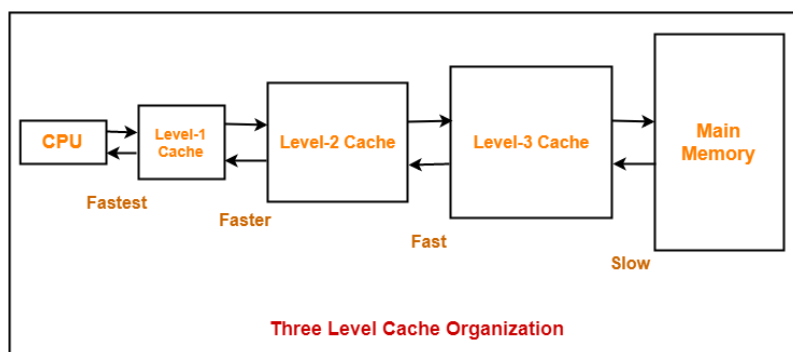 CPU
Level-1
Cache
Level-2 Cache
Level-3 Cache
Main
Memory
Fastest
Faster
Fast
Slow
Three Level Cache Organization